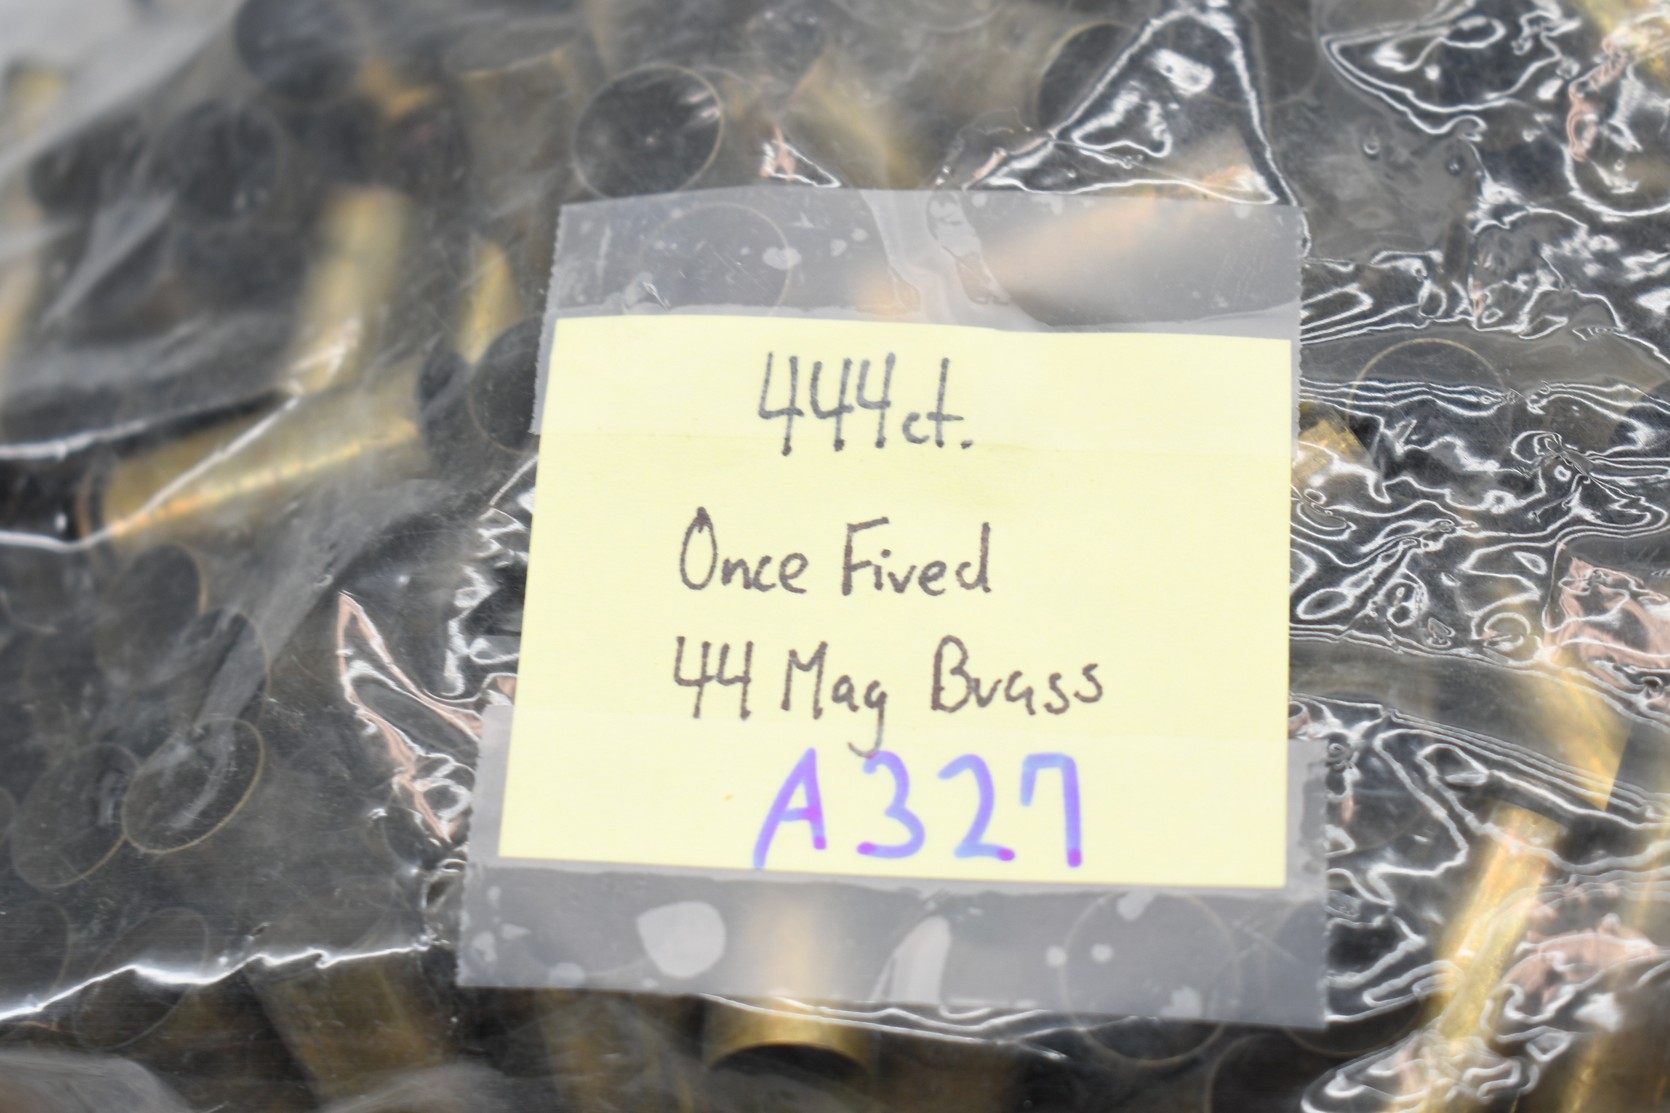 444ct.
Once Fired
44 Mag Brass
A327